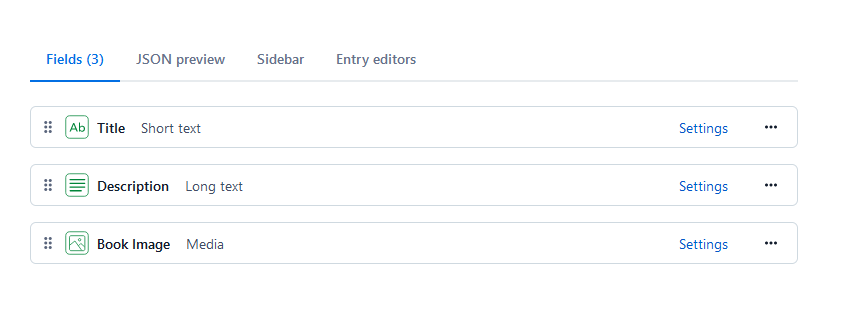 Fields (3) JSON preview Sidebar Entry editors
Ab Title Short text Settings
Description Long text Settings
Book Image Media Settings